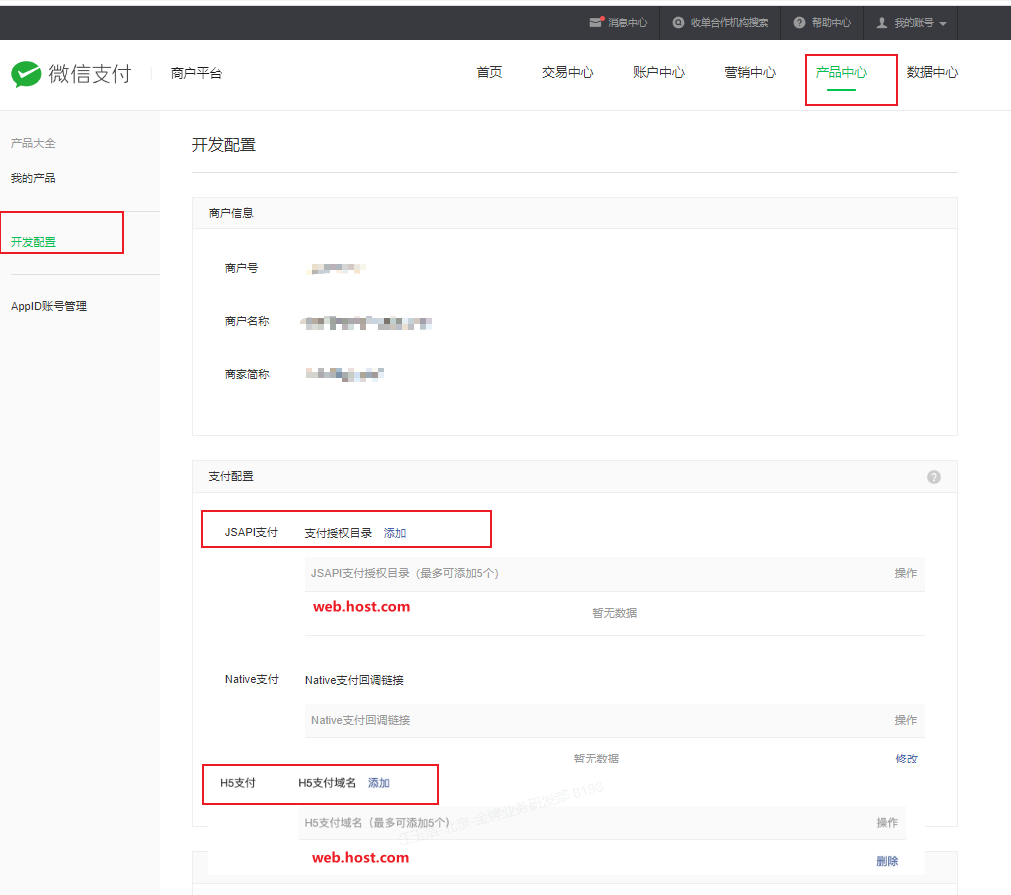 消息中心 收单合作机构搜索 帮助中心 我的账号
微信支付 商户平台 首页 交易中心 账户中心 营销中心 产品中心 数据中心
产品大全
我的产品
开发配置
AppID账号管理
开发配置
商户信息
商户号
商户名称
商家简称
支付配置 ?
JSAPI支付 支付授权目录 添加
JSAPI支付授权目录（最多可添加5个） 操作
web.host.com 暂无数据
Native支付 Native支付回调链接
Native支付回调链接 操作
暂无数据 修改
H5支付 H5支付域名 添加
H5支付域名（最多可添加5个） 操作
web.host.com 删除